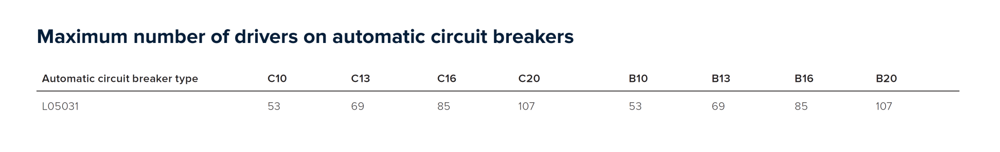 Maximum number of drivers on automatic circuit breakers
Automatic circuit breaker type C10 C13 C16 C20 B10 B13 B16 B20
L05031 53 69 85 107 53 69 85 107